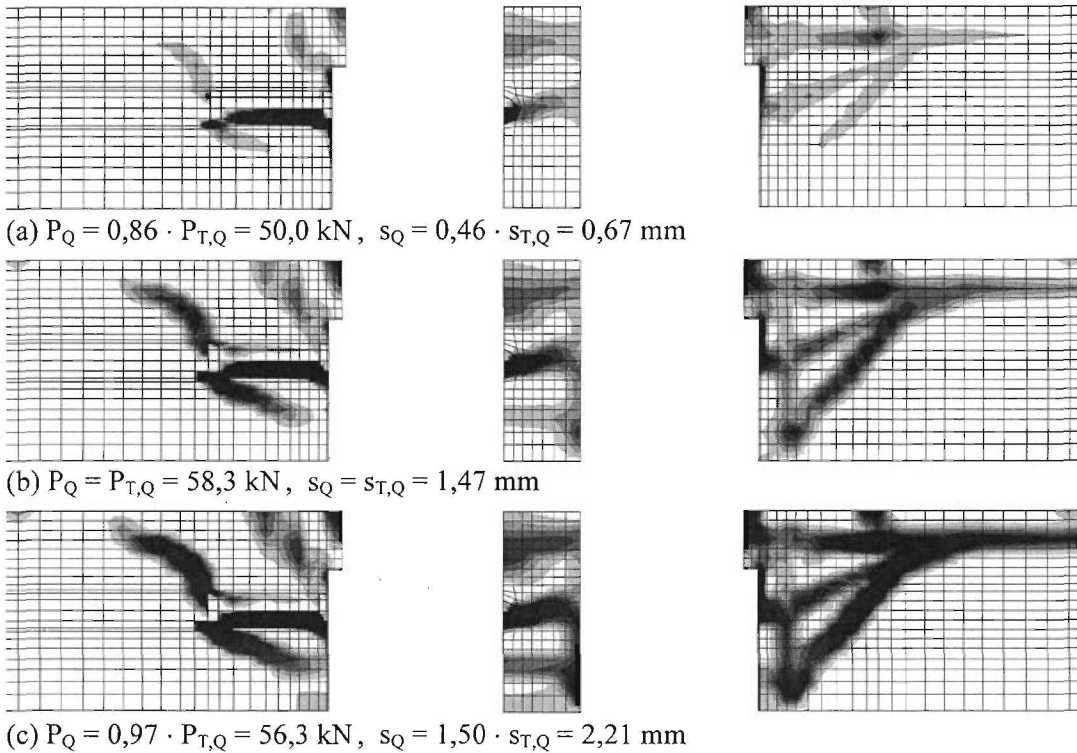 (a) P_Q = 0,86 · P_T,Q = 50,0 kN, s_Q = 0,46 · s_T,Q = 0,67 mm
(b) P_Q = P_T,Q = 58,3 kN, s_Q = s_T,Q = 1,47 mm
(c) P_Q = 0,97 · P_T,Q = 56,3 kN, s_Q = 1,50 · s_T,Q = 2,21 mm